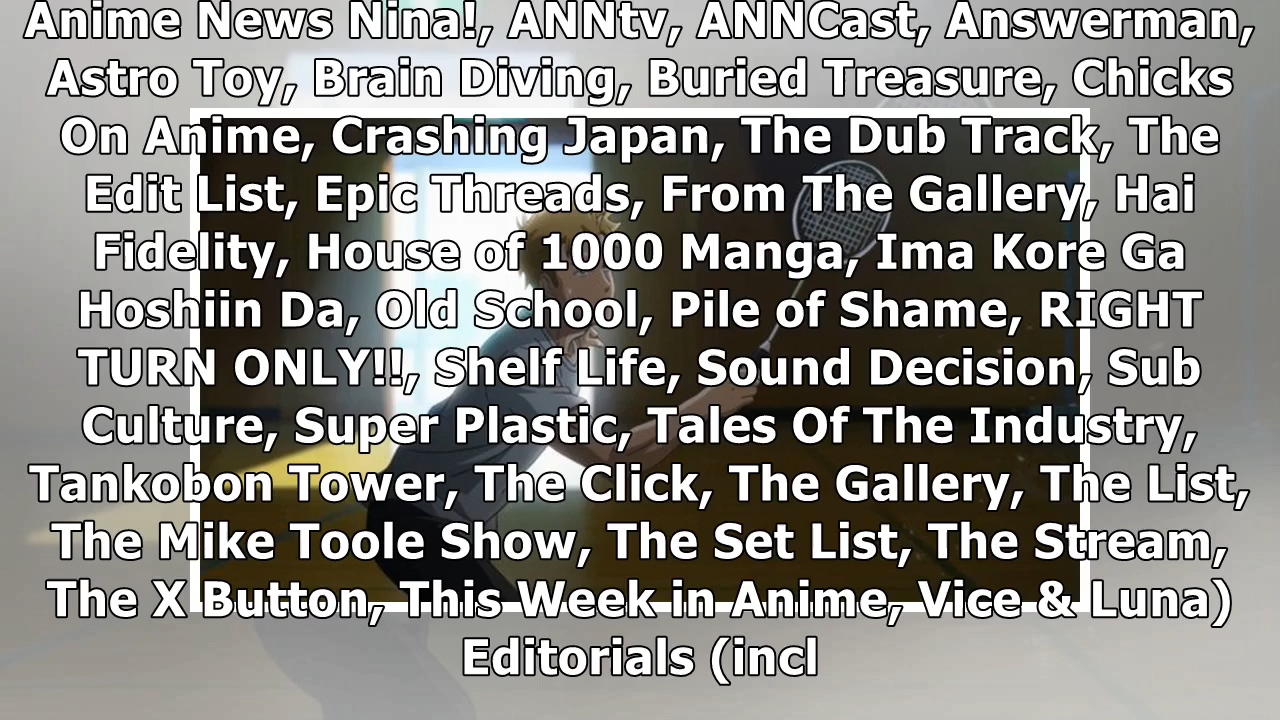 Anime News Nina!, ANNtv, ANNCast, Answerman,
Astro Toy, Brain Diving, Buried Treasure, Chicks
On Anime, Crashing Japan, The Dub Track, The
Edit List, Epic Threads, From The Gallery, Hai
Fidelity, House of 1000 Manga, Ima Kore Ga
Hoshiin Da, Old School, Pile of Shame, RIGHT
TURN ONLY!!, Shelf Life, Sound Decision, Sub
Culture, Super Plastic, Tales Of The Industry,
Tankobon Tower, The Click, The Gallery, The List,
The Mike Toole Show, The Set List, The Stream,
The X Button, This Week in Anime, Vice & Luna)
Editorials (incl